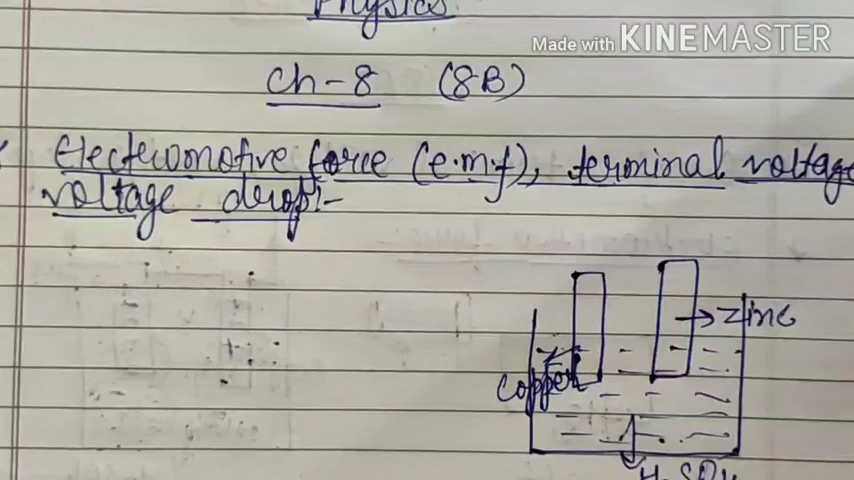 Physics
Made with KINEMASTER
Ch-8 (8B)
Electromotive force (e.m.f), terminal voltage
voltage drop:-
Zinc
Copper
H2SO4